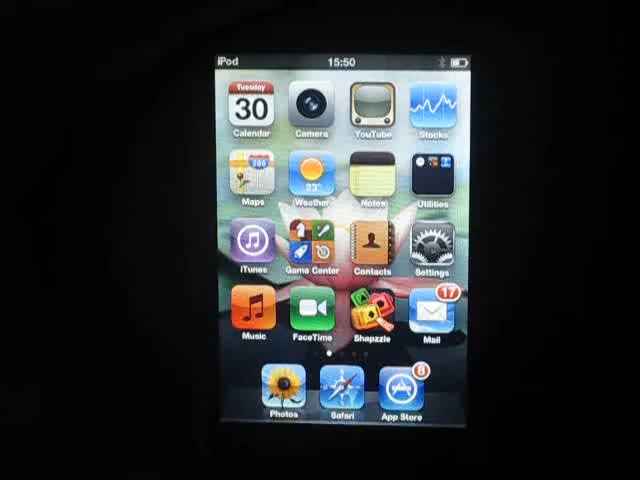 iPod 15:50
Tuesday
30
Calendar Camera YouTube Stocks
280
23°
Maps Weather Notes Utilities
iTunes Game Center Contacts Settings
17
Music FaceTime Shapzzle Mail
8
Photos Safari App Store